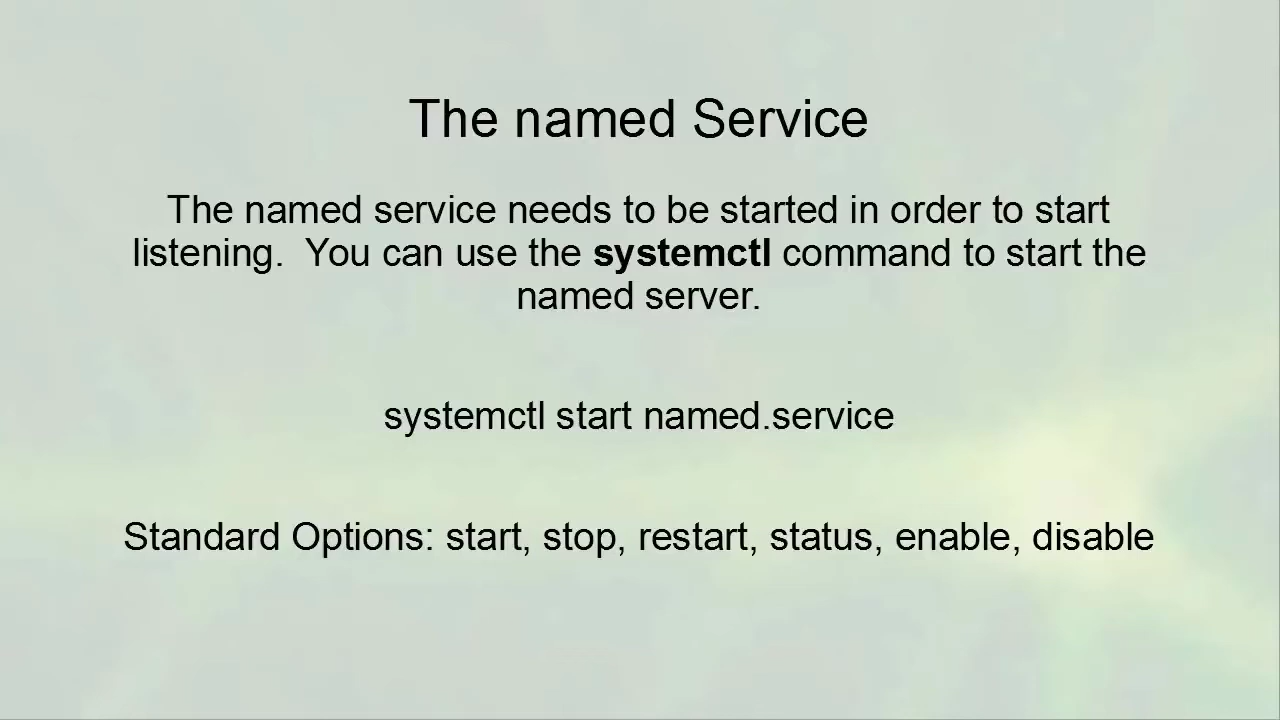 The named Service
The named service needs to be started in order to start
listening.  You can use the systemctl command to start the
named server.
systemctl start named.service
Standard Options: start, stop, restart, status, enable, disable